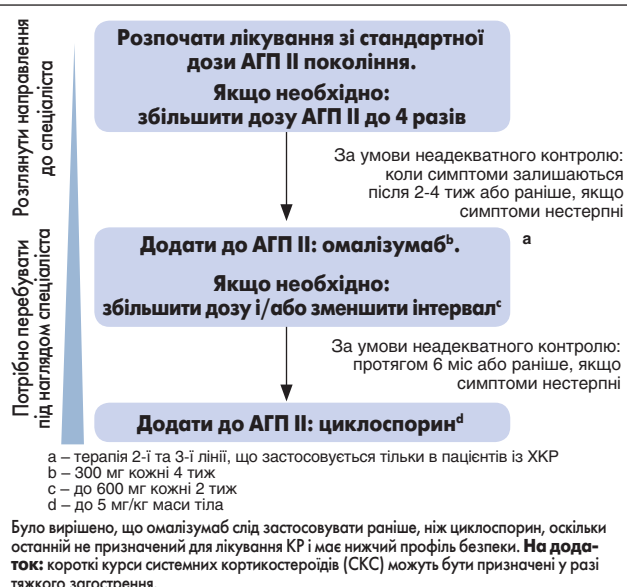 Розглянути направлення
до спеціаліста
Розпочати лікування зі стандартної
дози АГП II покоління.
Якщо необхідно:
збільшити дозу АГП II до 4 разів
За умови неадекватного контролю:
коли симптоми залишаються
після 2-4 тиж або раніше, якщо
симптоми нестерпні
Потрібно перебувати
під наглядом спеціаліста
Додати до АГП II: омалізумабᵇ.
Якщо необхідно:
збільшити дозу і/або зменшити інтервалᶜ
a
За умови неадекватного контролю:
протягом 6 міс або раніше, якщо
симптоми нестерпні
Додати до АГП II: циклоспоринᵈ
a – терапія 2-ї та 3-ї лінії, що застосовується тільки в пацієнтів із ХКР
b – 300 мг кожні 4 тиж
c – до 600 мг кожні 2 тиж
d – до 5 мг/кг маси тіла
Було вирішено, що омалізумаб слід застосовувати раніше, ніж циклоспорин, оскільки
останній не призначений для лікування КР і має нижчий профіль безпеки. На дода-
ток: короткі курси системних кортикостероїдів (СКС) можуть бути призначені у разі
тяжкого загострення.